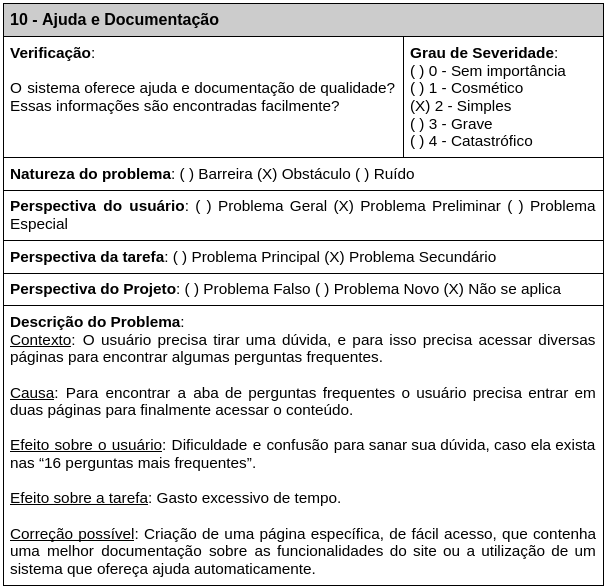 10 - Ajuda e Documentação
Verificação:
O sistema oferece ajuda e documentação de qualidade?
Essas informações são encontradas facilmente?
Grau de Severidade:
( ) 0 - Sem importância
( ) 1 - Cosmético
(X) 2 - Simples
( ) 3 - Grave
( ) 4 - Catastrófico
Natureza do problema: ( ) Barreira (X) Obstáculo ( ) Ruído
Perspectiva do usuário: ( ) Problema Geral (X) Problema Preliminar ( ) Problema
Especial
Perspectiva da tarefa: ( ) Problema Principal (X) Problema Secundário
Perspectiva do Projeto: ( ) Problema Falso ( ) Problema Novo (X) Não se aplica
Descrição do Problema:
Contexto: O usuário precisa tirar uma dúvida, e para isso precisa acessar diversas
páginas para encontrar algumas perguntas frequentes.
Causa: Para encontrar a aba de perguntas frequentes o usuário precisa entrar em
duas páginas para finalmente acessar o conteúdo.
Efeito sobre o usuário: Dificuldade e confusão para sanar sua dúvida, caso ela exista
nas “16 perguntas mais frequentes”.
Efeito sobre a tarefa: Gasto excessivo de tempo.
Correção possível: Criação de uma página específica, de fácil acesso, que contenha
uma melhor documentação sobre as funcionalidades do site ou a utilização de um
sistema que ofereça ajuda automaticamente.